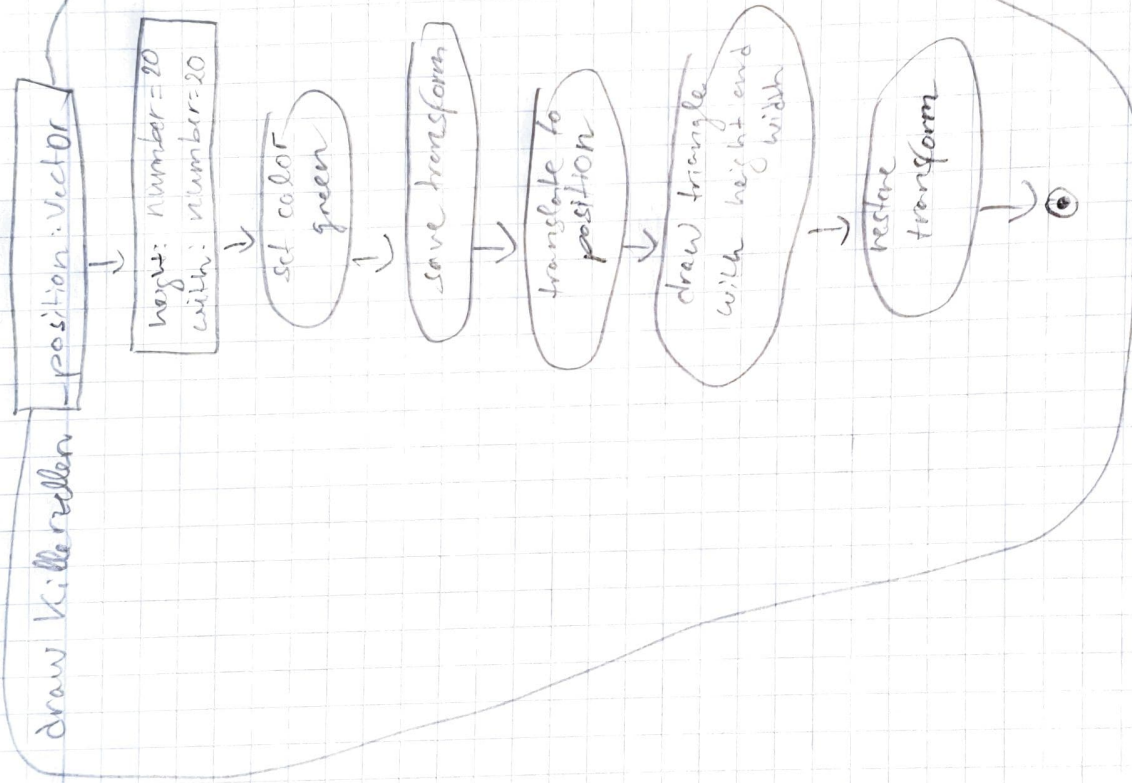 draw Killerzellen
position: Vector
height: number=20
with: number=20
set color
green
save transform
translate to
position
draw triangle
with height and
width
restore
transform